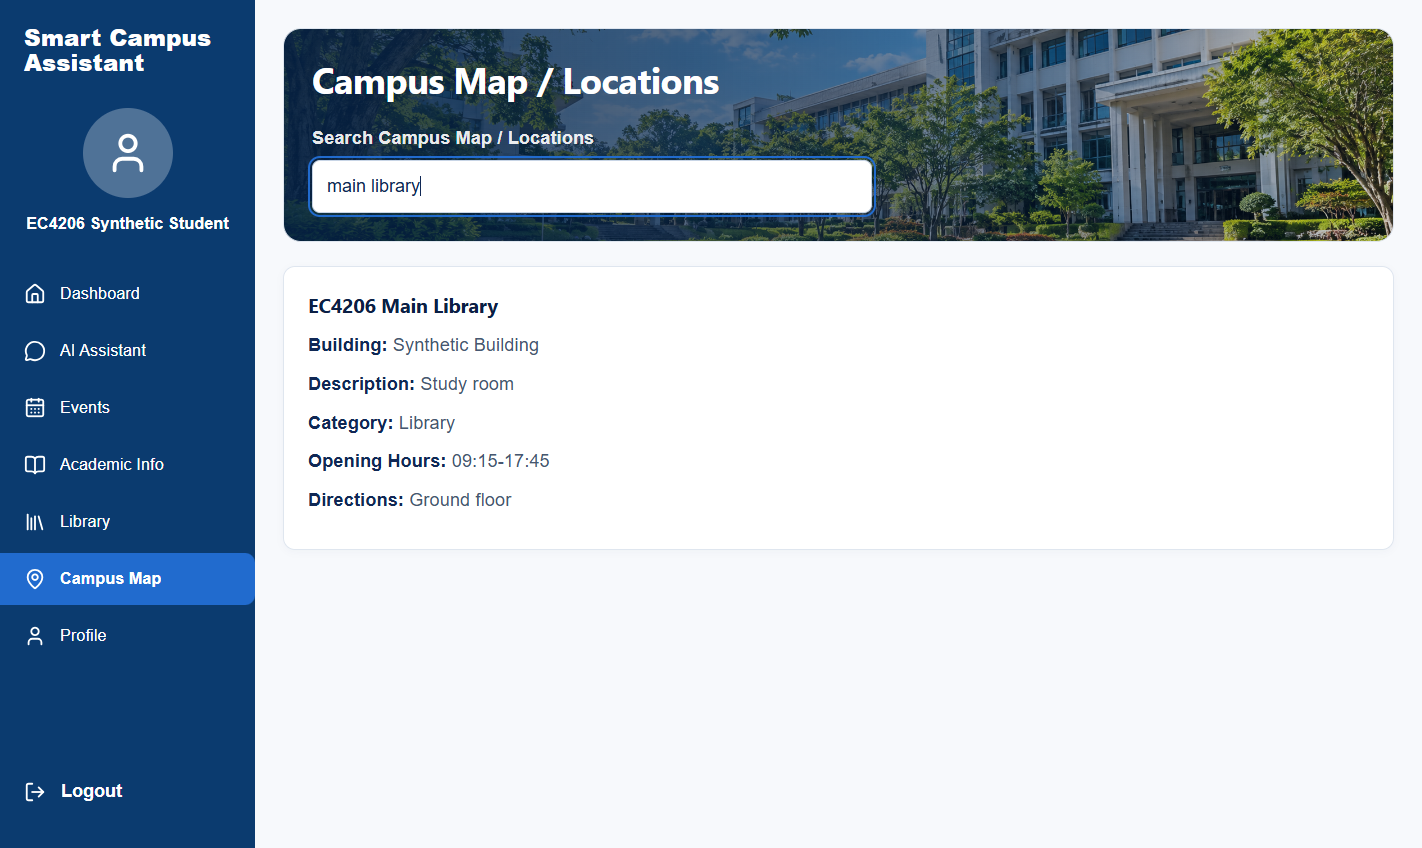 Smart Campus
Assistant
EC4206 Synthetic Student
Dashboard
AI Assistant
Events
Academic Info
Library
Campus Map
Profile
Logout
Campus Map / Locations
Search Campus Map / Locations
main library
EC4206 Main Library
Building: Synthetic Building
Description: Study room
Category: Library
Opening Hours: 09:15-17:45
Directions: Ground floor